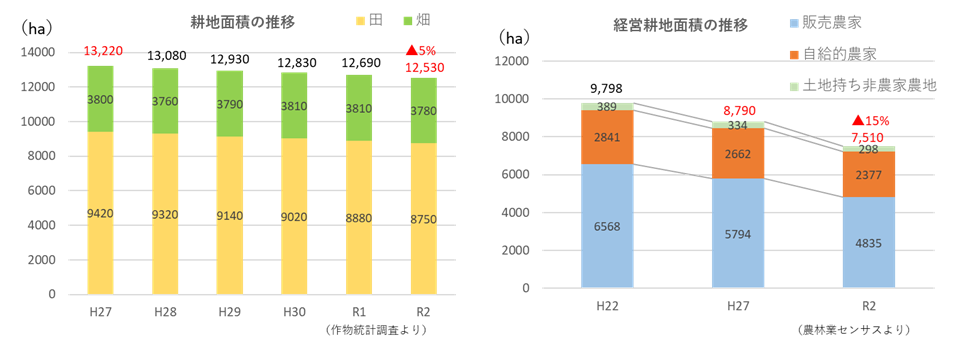 耕地面積の推移
田 畑
（ha）
14000
12000
10000
8000
6000
4000
2000
0
13,220 13,080 12,930 12,830 12,690 ▲5% 12,530
3800 3760 3790 3810 3810 3780
9420 9320 9140 9020 8880 8750
H27 H28 H29 H30 R1 R2
（作物統計調査より）
経営耕地面積の推移
販売農家
自給的農家
土地持ち非農家農地
（ha）
10000
8000
6000
4000
2000
0
9,798 8,790 ▲15% 7,510
389 334 298
2841 2662 2377
6568 5794 4835
H22 H27 R2
（農林業センサスより）